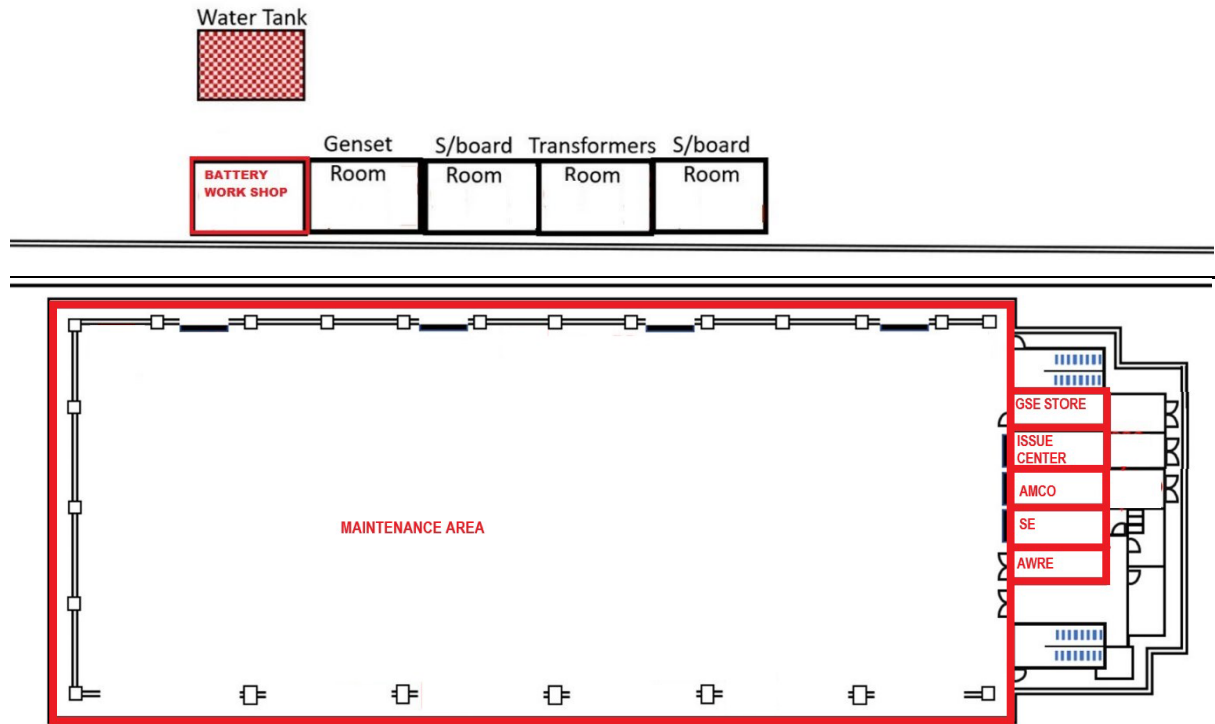 Water Tank
Genset
Room
S/board
Room
Transformers
Room
S/board
Room
BATTERY
WORK SHOP
GSE STORE
ISSUE
CENTER
AMCO
SE
AWRE
MAINTENANCE AREA